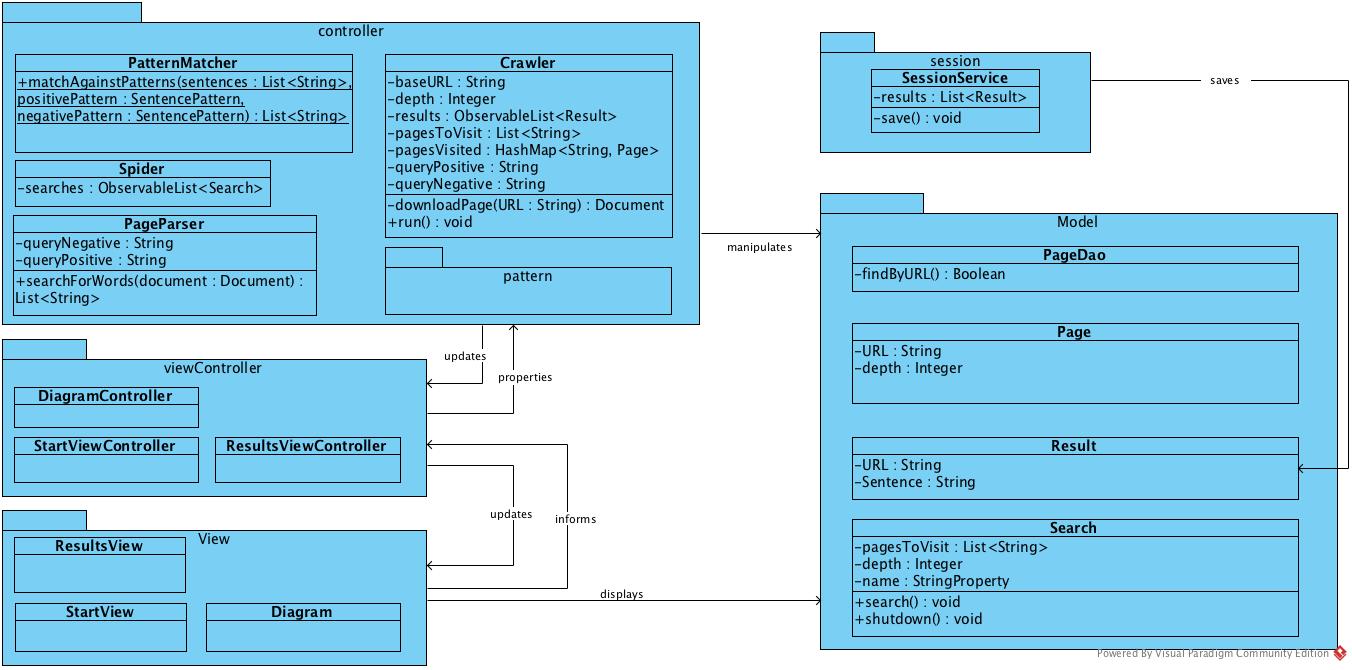 controller
PatternMatcher
+matchAgainstPatterns(sentences : List<String>,
positivePattern : SentencePattern,
negativePattern : SentencePattern) : List<String>
Spider
-searches : ObservableList<Search>
PageParser
-queryNegative : String
-queryPositive : String
+searchForWords(document : Document) :
List<String>
Crawler
-baseURL : String
-depth : Integer
-results : ObservableList<Result>
-pagesToVisit : List<String>
-pagesVisited : HashMap<String, Page>
-queryPositive : String
-queryNegative : String
-downloadPage(URL : String) : Document
+run() : void
pattern
session
SessionService
-results : List<Result>
-save() : void
saves
manipulates
Model
PageDao
-findByURL() : Boolean
Page
-URL : String
-depth : Integer
Result
-URL : String
-Sentence : String
Search
-pagesToVisit : List<String>
-depth : Integer
-name : StringProperty
+search() : void
+shutdown() : void
updates
properties
viewController
DiagramController
StartViewController
ResultsViewController
updates
informs
View
ResultsView
StartView
Diagram
displays
Powered By Visual Paradigm Community Edition